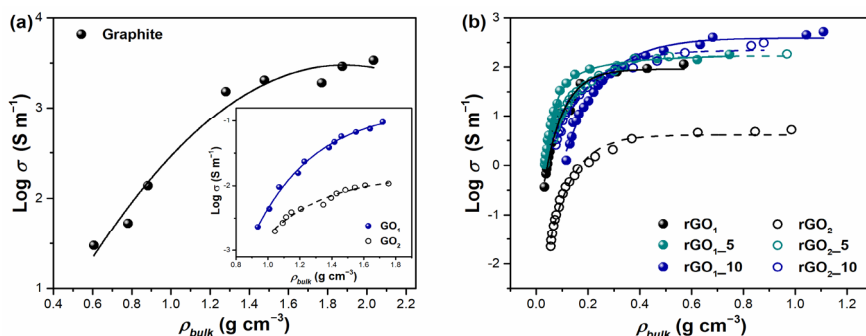 (a)
Graphite
Log σ (S m⁻¹)
4
3
2
1
0.4 0.6 0.8 1.0 1.2 1.4 1.6 1.8 2.0 2.2
ρbulk (g cm⁻³)
Log σ (S m⁻¹)
-1
-2
-3
GO₁
GO₂
0.8 1.0 1.2 1.4 1.6 1.8
ρbulk (g cm⁻³)
(b)
Log σ (S m⁻¹)
3
2
1
0
-1
-2
rGO₁ rGO₂
rGO₁_5 rGO₂_5
rGO₁_10 rGO₂_10
0.0 0.2 0.4 0.6 0.8 1.0 1.2
ρbulk (g cm⁻³)